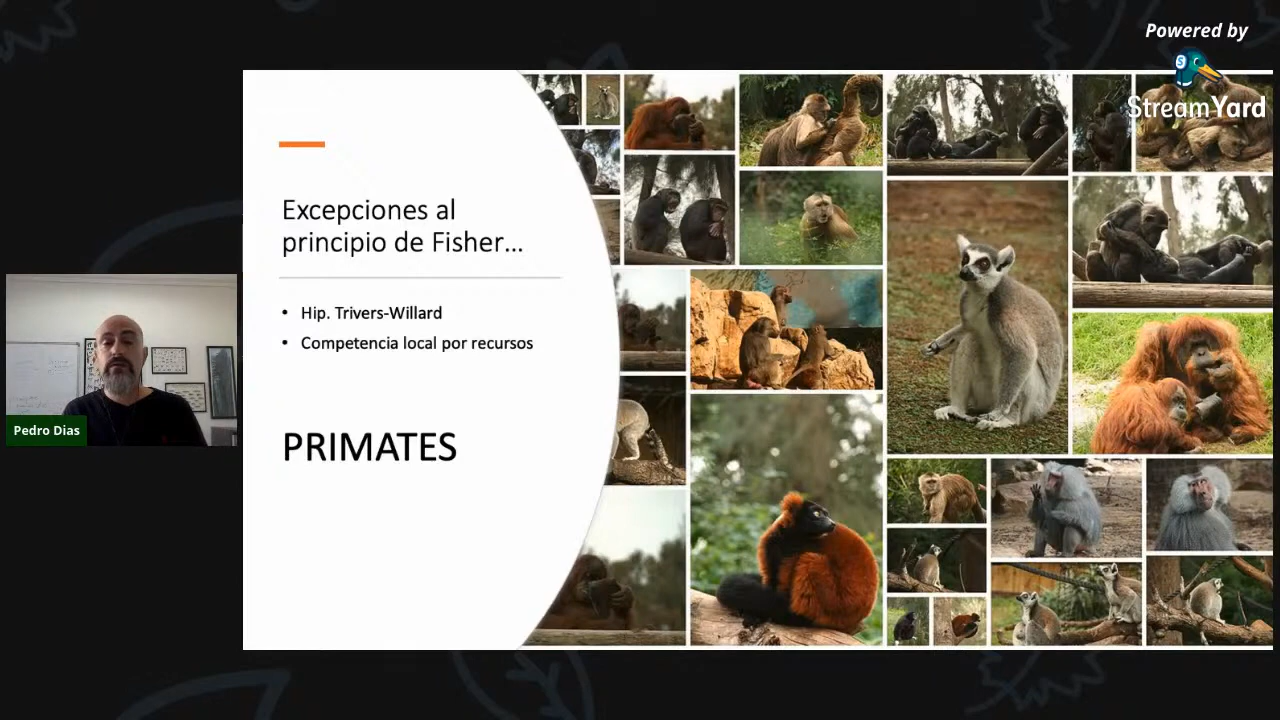 Powered by
StreamYard
Excepciones al
principio de Fisher...
• Hip. Trivers-Willard
• Competencia local por recursos
PRIMATES
Pedro Dias